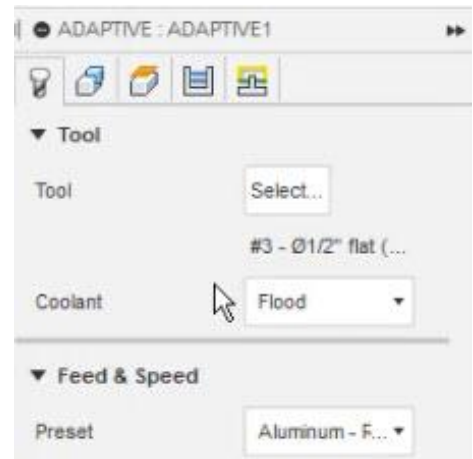 ADAPTIVE : ADAPTIVE1
Tool
Tool Select...
#3 - Ø1/2" flat (...
Coolant Flood
Feed & Speed
Preset Aluminum - F...